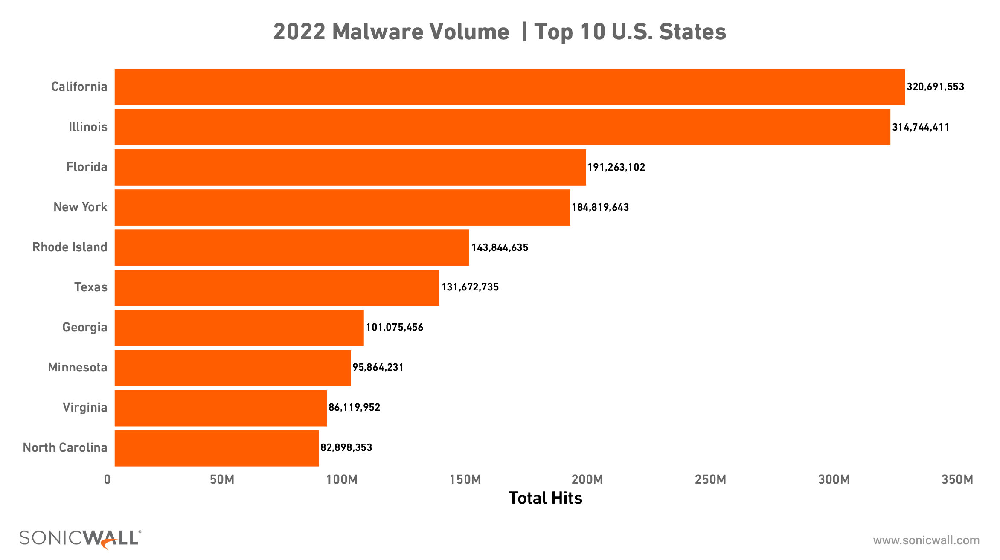 2022 Malware Volume | Top 10 U.S. States
California 320,691,553
Illinois 314,744,411
Florida 191,263,102
New York 184,819,643
Rhode Island 143,844,635
Texas 131,672,735
Georgia 101,075,456
Minnesota 95,864,231
Virginia 86,119,952
North Carolina 82,898,353
0 50M 100M 150M 200M 250M 300M 350M
Total Hits
SONICWALL®
www.sonicwall.com